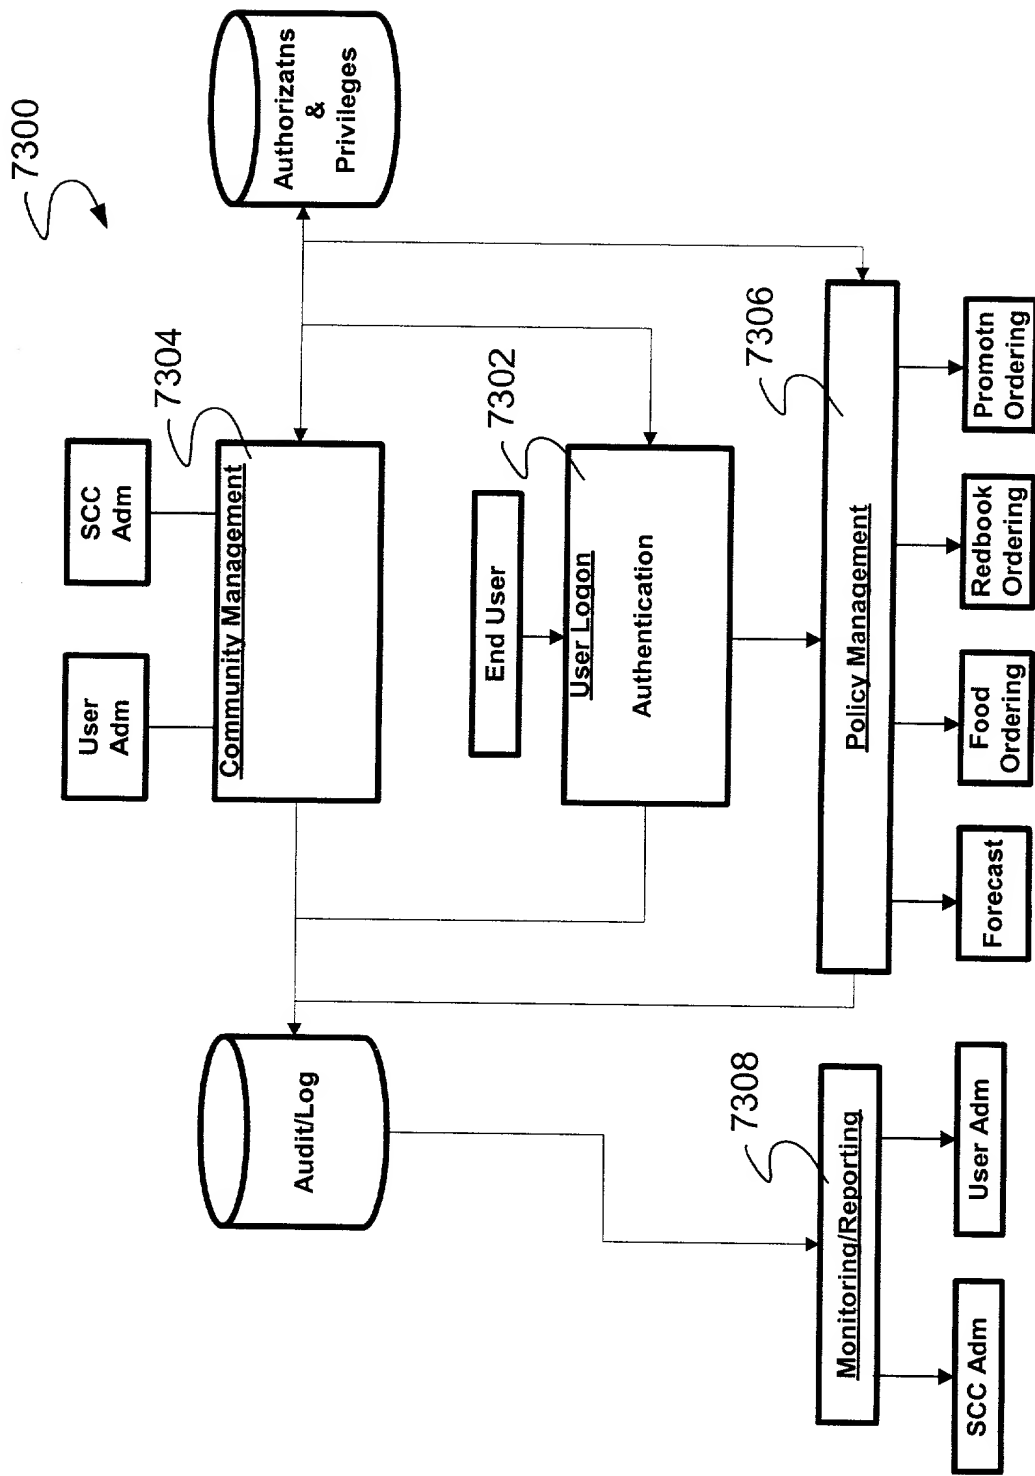 7300
User
Adm
SCC
Adm
7304
Community Management
Audit/Log
Authorizatns
&
Privileges
End User
7302
User Logon
Authentication
7306
Policy Management
7308
Monitoring/Reporting
SCC Adm
User Adm
Forecast
Food
Ordering
Redbook
Ordering
Promotn
Ordering